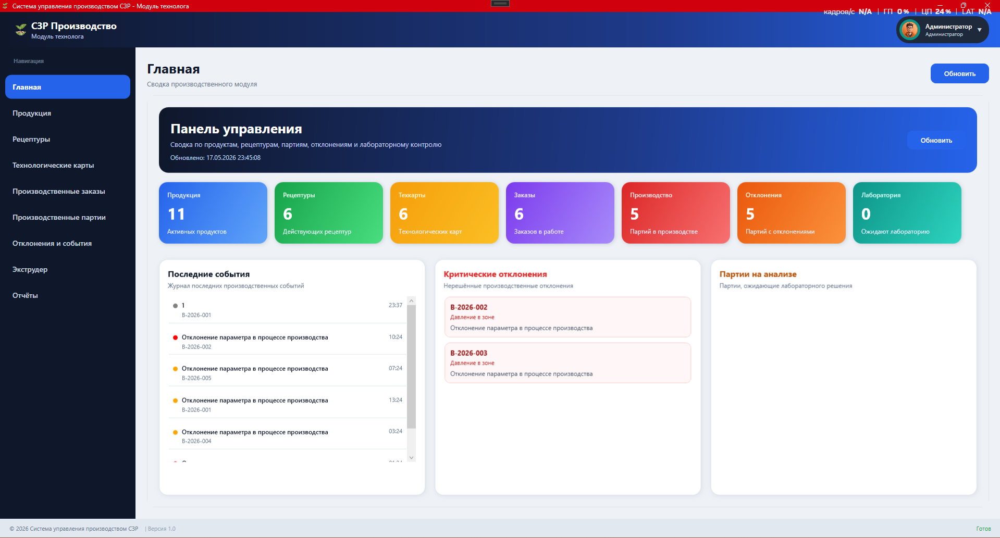 Система управления производством СЗР - Модуль технолога
кадров/с N/A | ГП 0% | ЦП 24% | LAT N/A
СЗР Производство
Модуль технолога
Администратор
Администратор
Навигация
Главная
Продукция
Рецептуры
Технологические карты
Производственные заказы
Производственные партии
Отклонения и события
Экструдер
Отчёты
Главная
Сводка производственного модуля
Обновить
Панель управления
Сводка по продуктам, рецептурам, партиям, отклонениям и лабораторному контролю
Обновлено: 17.05.2026 23:45:08
Обновить
Продукция
11
Активных продуктов
Рецептуры
6
Действующих рецептур
Техкарты
6
Технологических карт
Заказы
6
Заказов в работе
Производство
5
Партий в производстве
Отклонения
5
Партий с отклонениями
Лаборатория
0
Ожидают лабораторию
Последние события
Журнал последних производственных событий
1 23:37
B-2026-001
Отклонение параметра в процессе производства 10:24
B-2026-002
Отклонение параметра в процессе производства 07:24
B-2026-005
Отклонение параметра в процессе производства 13:24
B-2026-001
Отклонение параметра в процессе производства 03:24
B-2026-004
Критические отклонения
Нерешённые производственные отклонения
B-2026-002
Давление в зоне
Отклонение параметра в процессе производства
B-2026-003
Давление в зоне
Отклонение параметра в процессе производства
Партии на анализе
Партии, ожидающие лабораторного решения
© 2026 Система управления производством СЗР | Версия 1.0
Готов